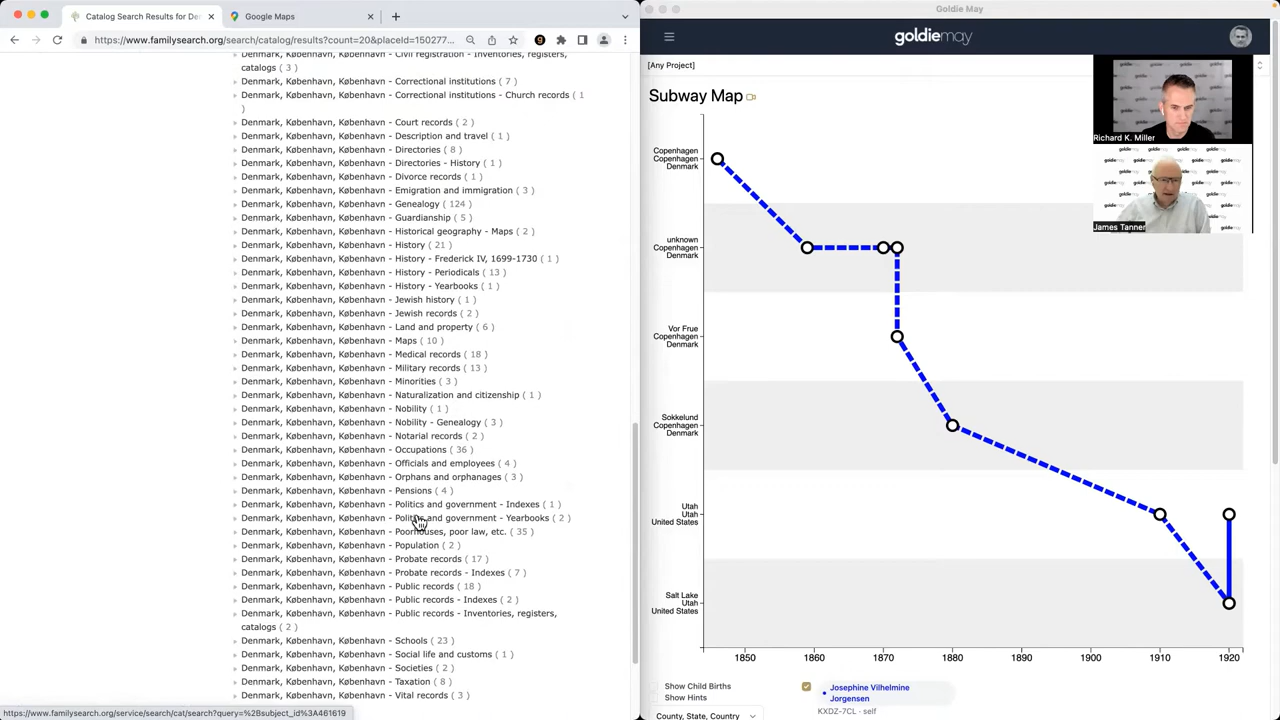 Catalog Search Results for De
Google Maps
https://www.familysearch.org/search/catalog/results?count=20&placeId=150277...
Denmark, København - Civil registration - Inventories, registers,
catalogs ( 3 )
Denmark, København, København - Correctional institutions ( 7 )
Denmark, København, København - Correctional institutions - Church records ( 1
)
Denmark, København, København - Court records ( 2 )
Denmark, København, København - Description and travel ( 1 )
Denmark, København, København - Directories ( 8 )
Denmark, København, København - Directories - History ( 1 )
Denmark, København, København - Divorce records ( 1 )
Denmark, København, København - Emigration and immigration ( 3 )
Denmark, København, København - Genealogy ( 124 )
Denmark, København, København - Guardianship ( 5 )
Denmark, København, København - Historical geography - Maps ( 2 )
Denmark, København, København - History ( 21 )
Denmark, København, København - History - Frederick IV, 1699-1730 ( 1 )
Denmark, København, København - History - Periodicals ( 13 )
Denmark, København, København - History - Yearbooks ( 1 )
Denmark, København, København - Jewish history ( 1 )
Denmark, København, København - Jewish records ( 2 )
Denmark, København, København - Land and property ( 6 )
Denmark, København, København - Maps ( 10 )
Denmark, København, København - Medical records ( 18 )
Denmark, København, København - Military records ( 13 )
Denmark, København, København - Minorities ( 3 )
Denmark, København, København - Naturalization and citizenship ( 1 )
Denmark, København, København - Nobility ( 1 )
Denmark, København, København - Nobility - Genealogy ( 3 )
Denmark, København, København - Notarial records ( 2 )
Denmark, København, København - Occupations ( 36 )
Denmark, København, København - Officials and employees ( 4 )
Denmark, København, København - Orphans and orphanages ( 3 )
Denmark, København, København - Pensions ( 4 )
Denmark, København, København - Politics and government - Indexes ( 1 )
Denmark, København, København - Politics and government - Yearbooks ( 2 )
Denmark, København, København - Poorhouses, poor law, etc. ( 35 )
Denmark, København, København - Population ( 2 )
Denmark, København, København - Probate records ( 17 )
Denmark, København, København - Probate records - Indexes ( 7 )
Denmark, København, København - Public records ( 18 )
Denmark, København, København - Public records - Indexes ( 2 )
Denmark, København, København - Public records - Inventories, registers,
catalogs ( 2 )
Denmark, København, København - Schools ( 23 )
Denmark, København, København - Social life and customs ( 1 )
Denmark, København, København - Societies ( 2 )
Denmark, København, København - Taxation ( 8 )
Denmark, København, København - Vital records ( 3 )
https://www.familysearch.org/service/search/cat/search?query=%2Bsubject_id%3A461619
Goldie May
goldiemay
[Any Project]
Subway Map
Richard K. Miller
James Tanner
Copenhagen
Copenhagen
Denmark
unknown
Copenhagen
Denmark
Vor Frue
Copenhagen
Denmark
Sokkelund
Copenhagen
Denmark
Utah
Utah
United States
Salt Lake
Utah
United States
1850 1860 1870 1880 1890 1900 1910 1920
Show Child Births
Show Hints
County, State, Country
Josephine Vilhelmine
Jorgensen
KXDZ-7CL · self